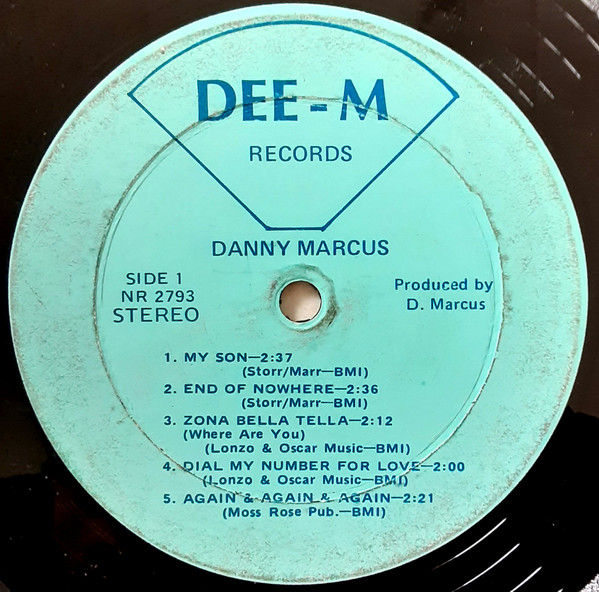 DEE-M
RECORDS
DANNY MARCUS
SIDE 1
NR 2793
STEREO
Produced by
D. Marcus
1. MY SON—2:37
(Storr/Marr—BMI)
2. END OF NOWHERE—2:36
(Storr/Marr—BMI)
3. ZONA BELLA TELLA—2:12
(Where Are You)
(Lonzo & Oscar Music—BMI)
4. DIAL MY NUMBER FOR LOVE—2:00
(Lonzo & Oscar Music—BMI)
5. AGAIN & AGAIN & AGAIN—2:21
(Moss Rose Pub.—BMI)